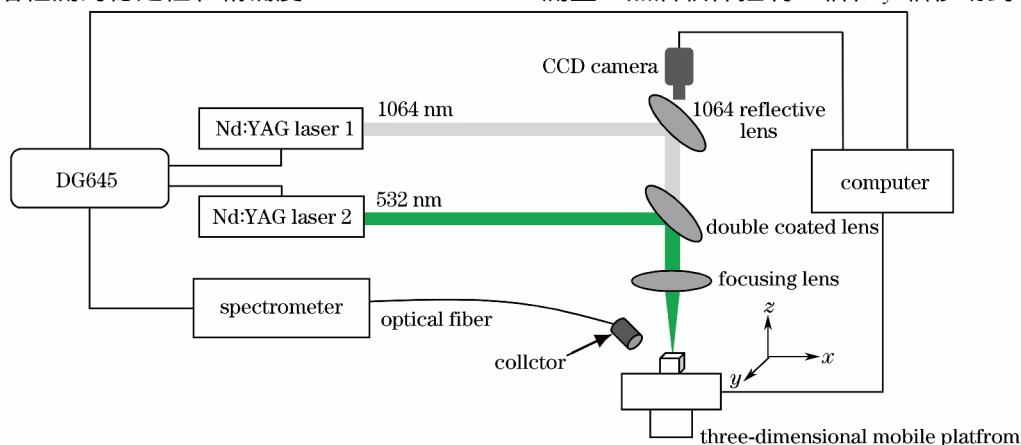 CCD camera
1064 nm
1064 reflective
lens
Nd:YAG laser 1
DG645
computer
532 nm
Nd:YAG laser 2
double coated lens
focusing lens
spectrometer
optical fiber
z
collctor
x
y
three-dimensional mobile platfrom